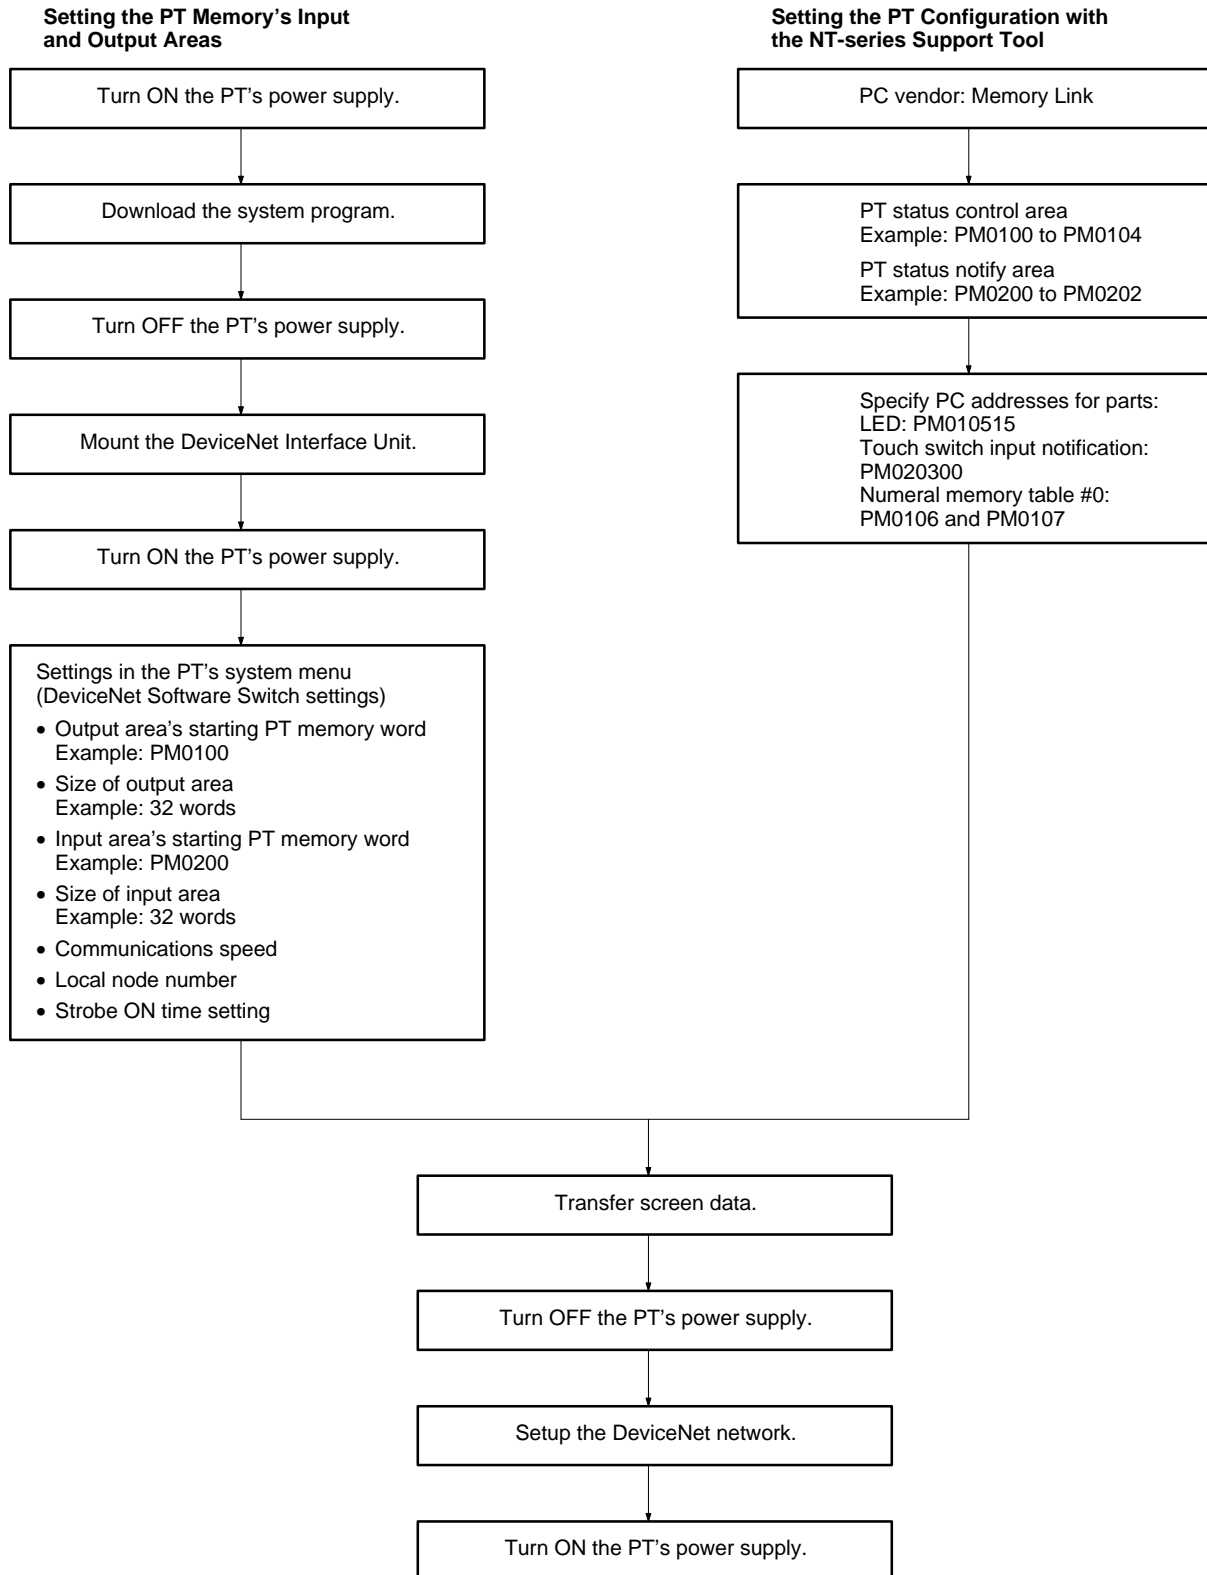 Setting the PT Memory’s Input
and Output Areas
Turn ON the PT’s power supply.
Download the system program.
Turn OFF the PT’s power supply.
Mount the DeviceNet Interface Unit.
Turn ON the PT’s power supply.
Settings in the PT’s system menu
(DeviceNet Software Switch settings)
• Output area’s starting PT memory word
Example: PM0100
• Size of output area
Example: 32 words
• Input area’s starting PT memory word
Example: PM0200
• Size of input area
Example: 32 words
• Communications speed
• Local node number
• Strobe ON time setting
Setting the PT Configuration with
the NT-series Support Tool
PC vendor: Memory Link
PT status control area
Example: PM0100 to PM0104
PT status notify area
Example: PM0200 to PM0202
Specify PC addresses for parts:
LED: PM010515
Touch switch input notification:
PM020300
Numeral memory table #0:
PM0106 and PM0107
Transfer screen data.
Turn OFF the PT’s power supply.
Setup the DeviceNet network.
Turn ON the PT’s power supply.